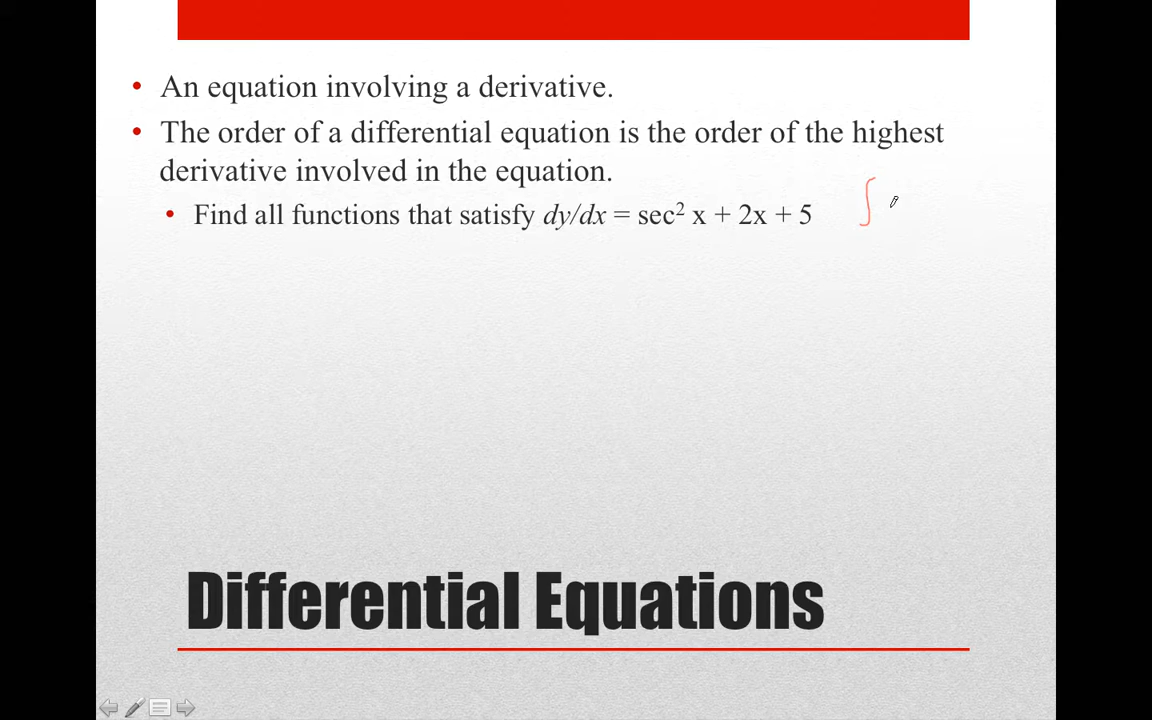 • An equation involving a derivative.
• The order of a differential equation is the order of the highest
derivative involved in the equation.
• Find all functions that satisfy dy/dx = sec² x + 2x + 5 ∫
Differential Equations